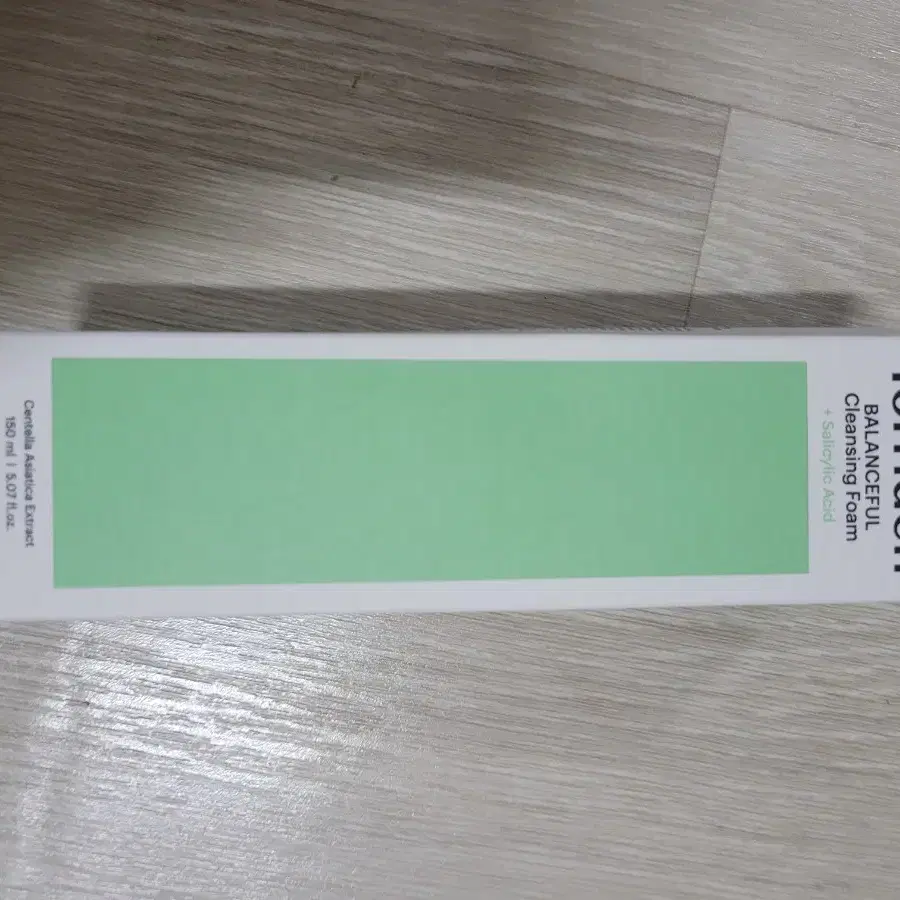 BALANCEFUL
Cleansing Foam
+ Salicylic Acid
Centella Asiatica Extract
150 ml | 5.07 fl.oz.